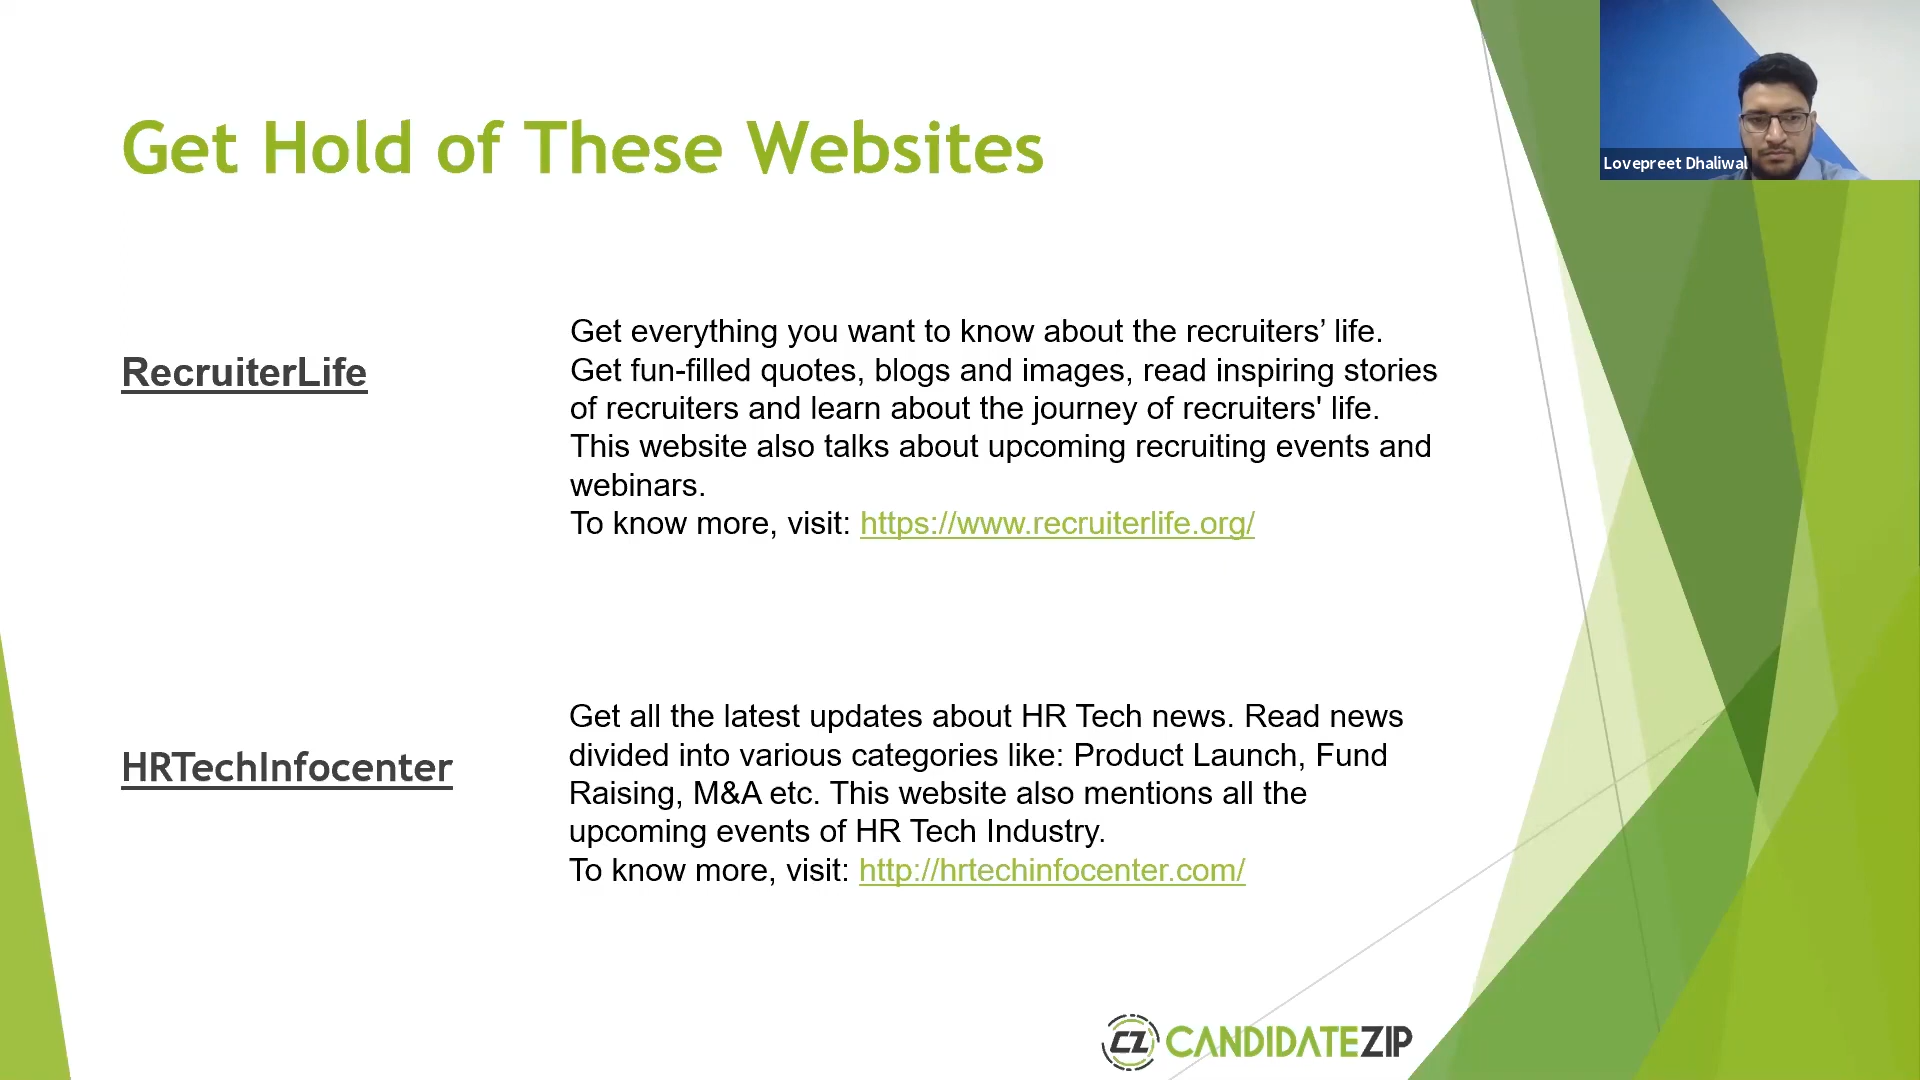 Get Hold of These Websites
Lovepreet Dhaliwal
RecruiterLife
Get everything you want to know about the recruiters’ life.
Get fun-filled quotes, blogs and images, read inspiring stories
of recruiters and learn about the journey of recruiters' life.
This website also talks about upcoming recruiting events and
webinars.
To know more, visit: https://www.recruiterlife.org/
HRTechInfocenter
Get all the latest updates about HR Tech news. Read news
divided into various categories like: Product Launch, Fund
Raising, M&A etc. This website also mentions all the
upcoming events of HR Tech Industry.
To know more, visit: http://hrtechinfocenter.com/
CZ CANDIDATEZIP